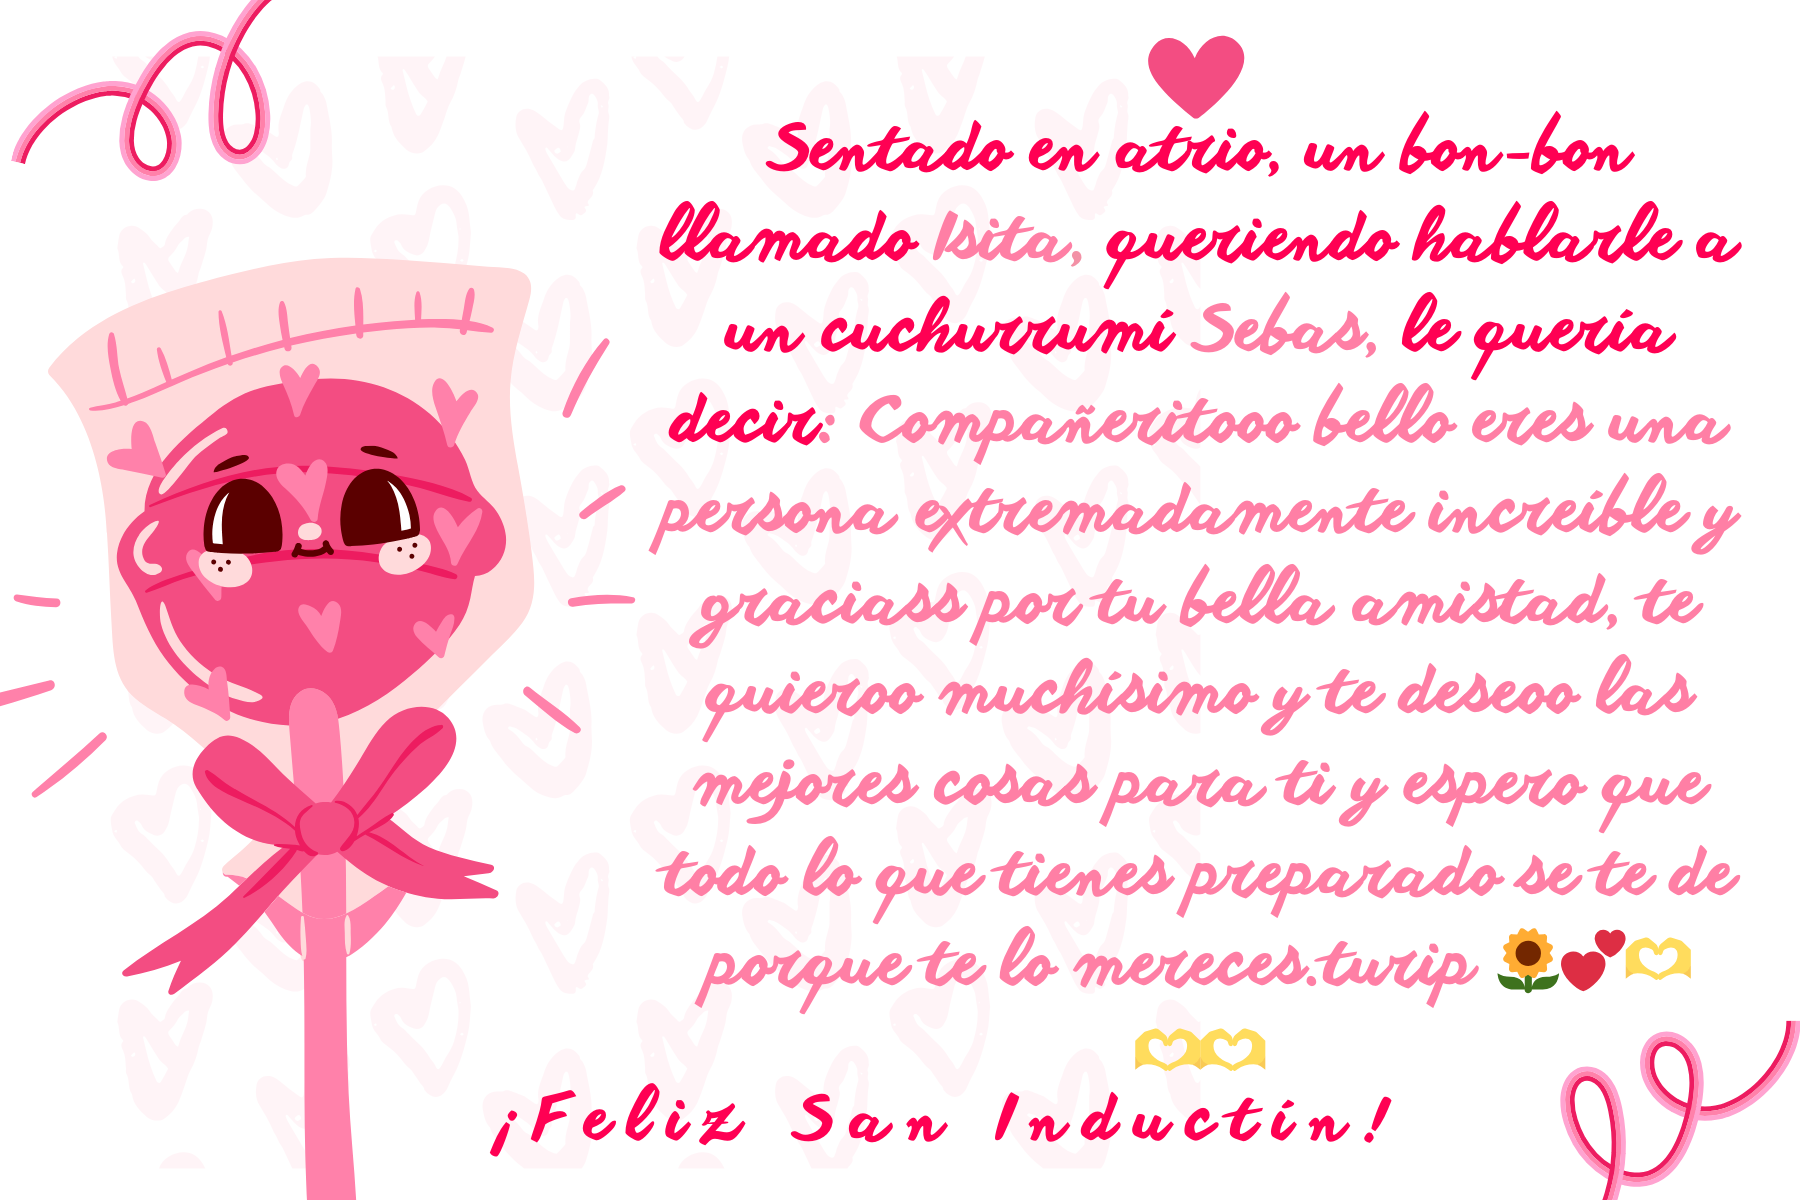 Sentado en atrio, un bon-bon
llamado Isita, queriendo hablarle a
un cuchurrumí Sebas, le quería
decir: Compañeritooo bello eres una
persona extremadamente increíble y
graciass por tu bella amistad, te
quieroo muchísimo y te deseoo las
mejores cosas para ti y espero que
todo lo que tienes preparado se te de
porque te lo mereces.turip 🌻💕🫶
🫶🫶
¡Feliz San Inductín!